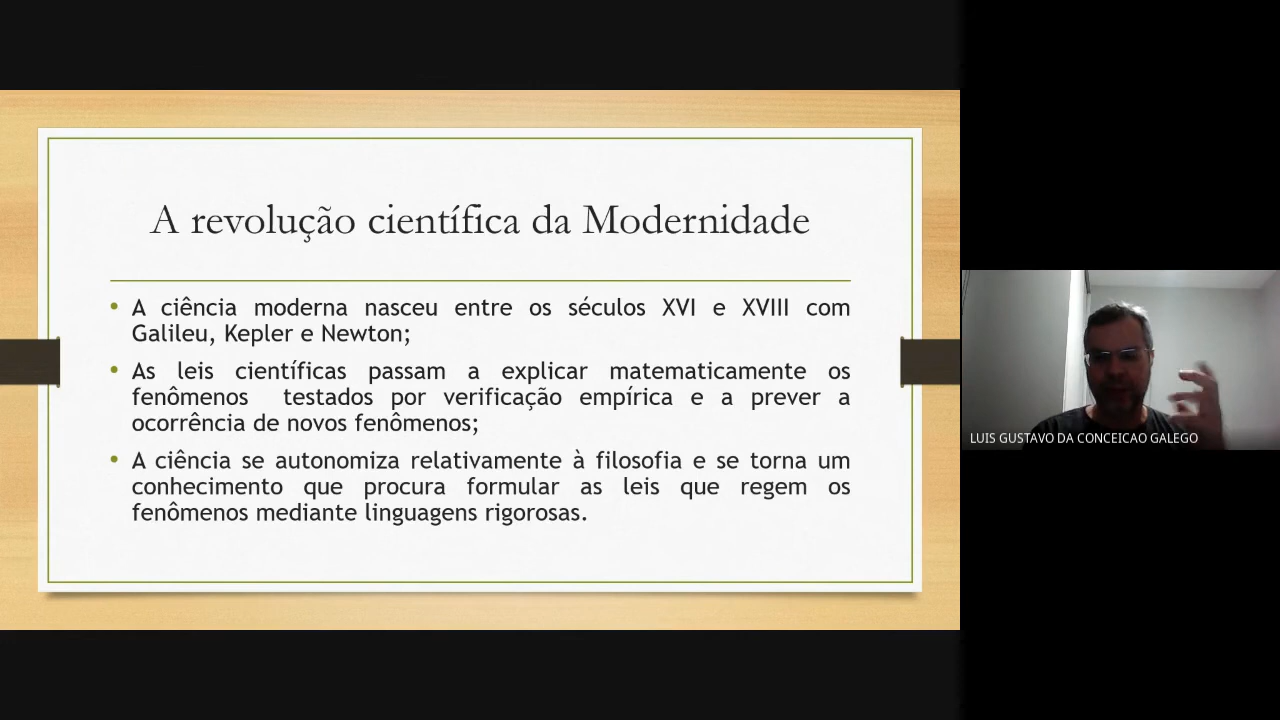 A revolução científica da Modernidade
• A ciência moderna nasceu entre os séculos XVI e XVIII com
Galileu, Kepler e Newton;
• As leis científicas passam a explicar matematicamente os
fenômenos testados por verificação empírica e a prever a
ocorrência de novos fenômenos;
• A ciência se autonomiza relativamente à filosofia e se torna um
conhecimento que procura formular as leis que regem os
fenômenos mediante linguagens rigorosas.
LUIS GUSTAVO DA CONCEICAO GALEGO